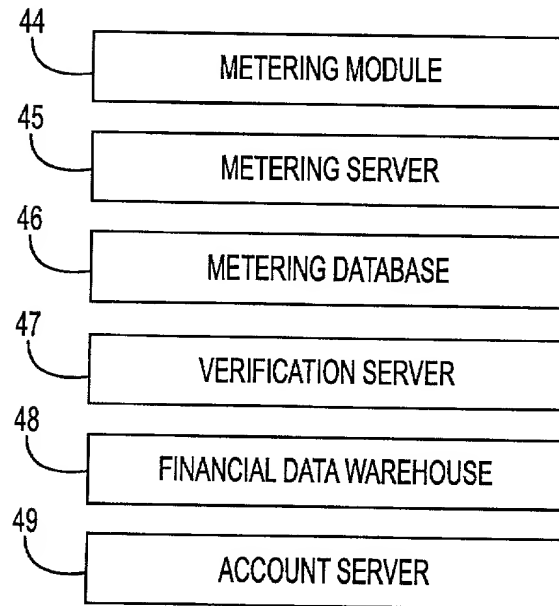 44
METERING MODULE
45
METERING SERVER
46
METERING DATABASE
47
VERIFICATION SERVER
48
FINANCIAL DATA WAREHOUSE
49
ACCOUNT SERVER